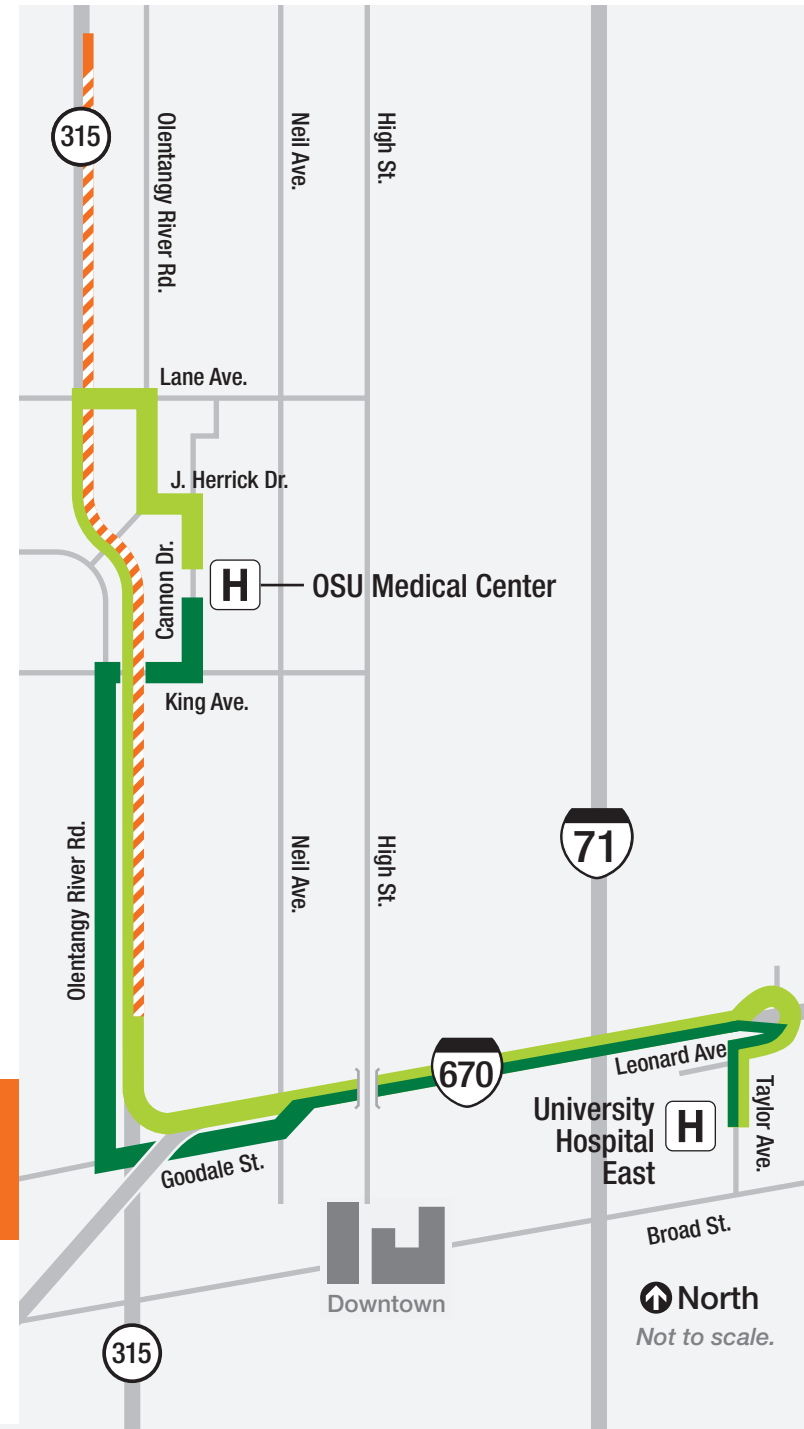 315
Olentangy River Rd.
Neil Ave.
High St.
Lane Ave.
J. Herrick Dr.
Cannon Dr.
H
OSU Medical Center
King Ave.
Olentangy River Rd.
Neil Ave.
High St.
71
670
Leonard Ave
Taylor Ave.
University
Hospital
East
H
Goodale St.
Broad St.
Downtown
North
Not to scale.
315